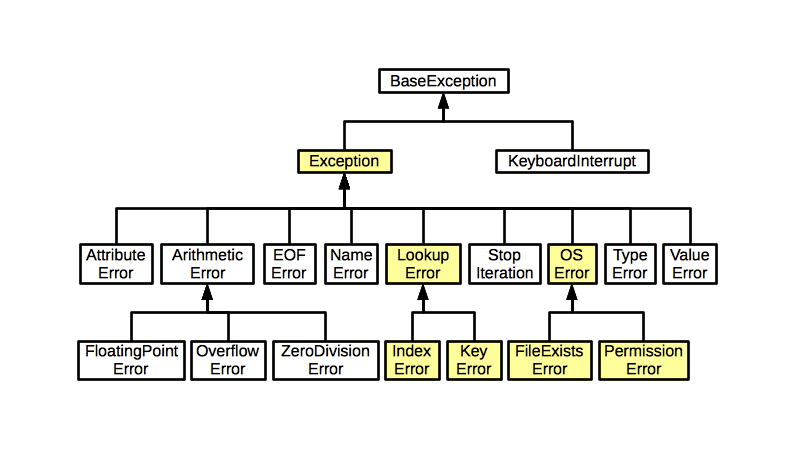 BaseException
Exception
KeyboardInterrupt
Attribute
Error
Arithmetic
Error
EOF
Error
Name
Error
Lookup
Error
Stop
Iteration
OS
Error
Type
Error
Value
Error
FloatingPoint
Error
Overflow
Error
ZeroDivision
Error
Index
Error
Key
Error
FileExists
Error
Permission
Error